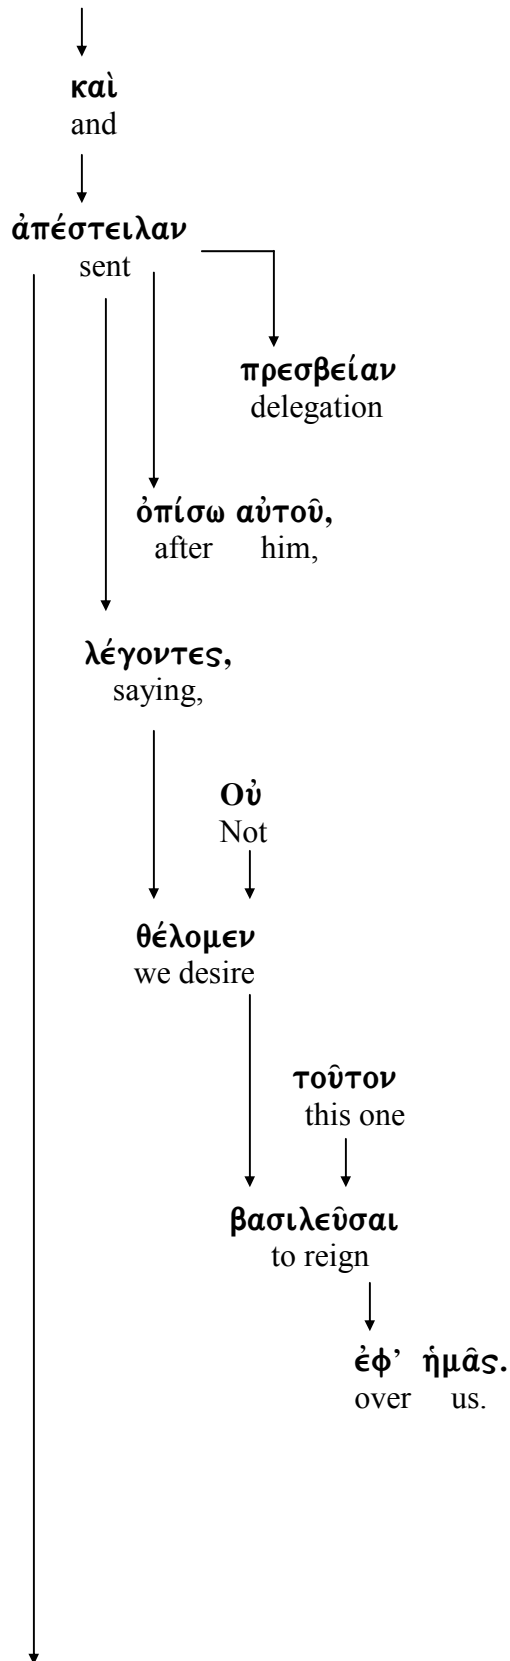 καὶ
and
ἀπέστειλαν
sent
πρεσβείαν
delegation
ὀπίσω αὐτοῦ,
after him,
λέγοντες,
saying,
Οὐ
Not
θέλομεν
we desire
τοῦτον
this one
βασιλεῦσαι
to reign
ἐφ’ ἡμᾶς.
over us.